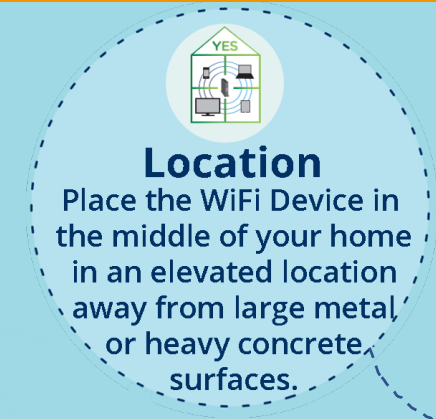 YES
Location
Place the WiFi Device in
the middle of your home
in an elevated location
away from large metal
or heavy concrete
surfaces.